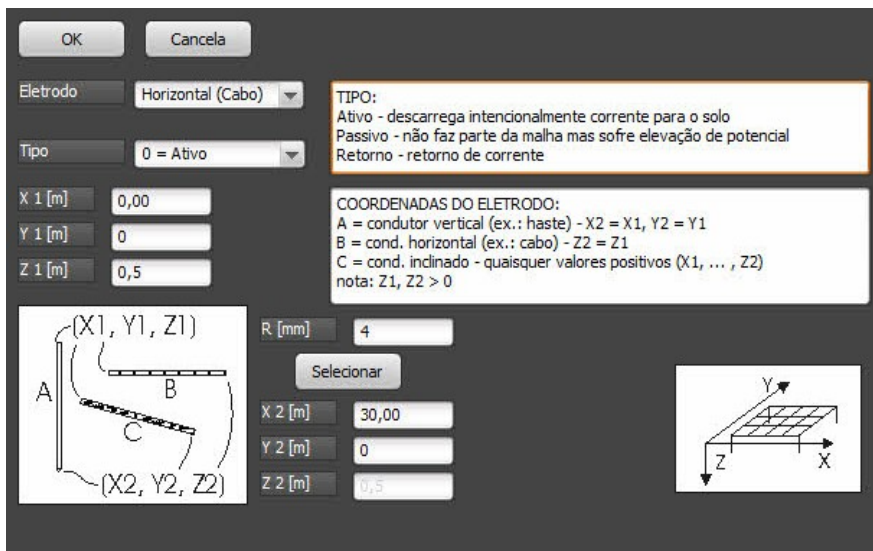 OK
Cancela
Eletrodo
Horizontal (Cabo)
TIPO:
Ativo - descarrega intencionalmente corrente para o solo
Passivo - não faz parte da malha mas sofre elevação de potencial
Retorno - retorno de corrente
Tipo
0 = Ativo
X 1 [m]
0,00
Y 1 [m]
0
Z 1 [m]
0,5
COORDENADAS DO ELETRODO:
A = condutor vertical (ex.: haste) - X2 = X1, Y2 = Y1
B = cond. horizontal (ex.: cabo) - Z2 = Z1
C = cond. inclinado - quaisquer valores positivos (X1, ... , Z2)
nota: Z1, Z2 > 0
(X1, Y1, Z1)
A
B
C
(X2, Y2, Z2)
R [mm]
4
Selecionar
X 2 [m]
30,00
Y 2 [m]
0
Z 2 [m]
0,5
Y
Z
X